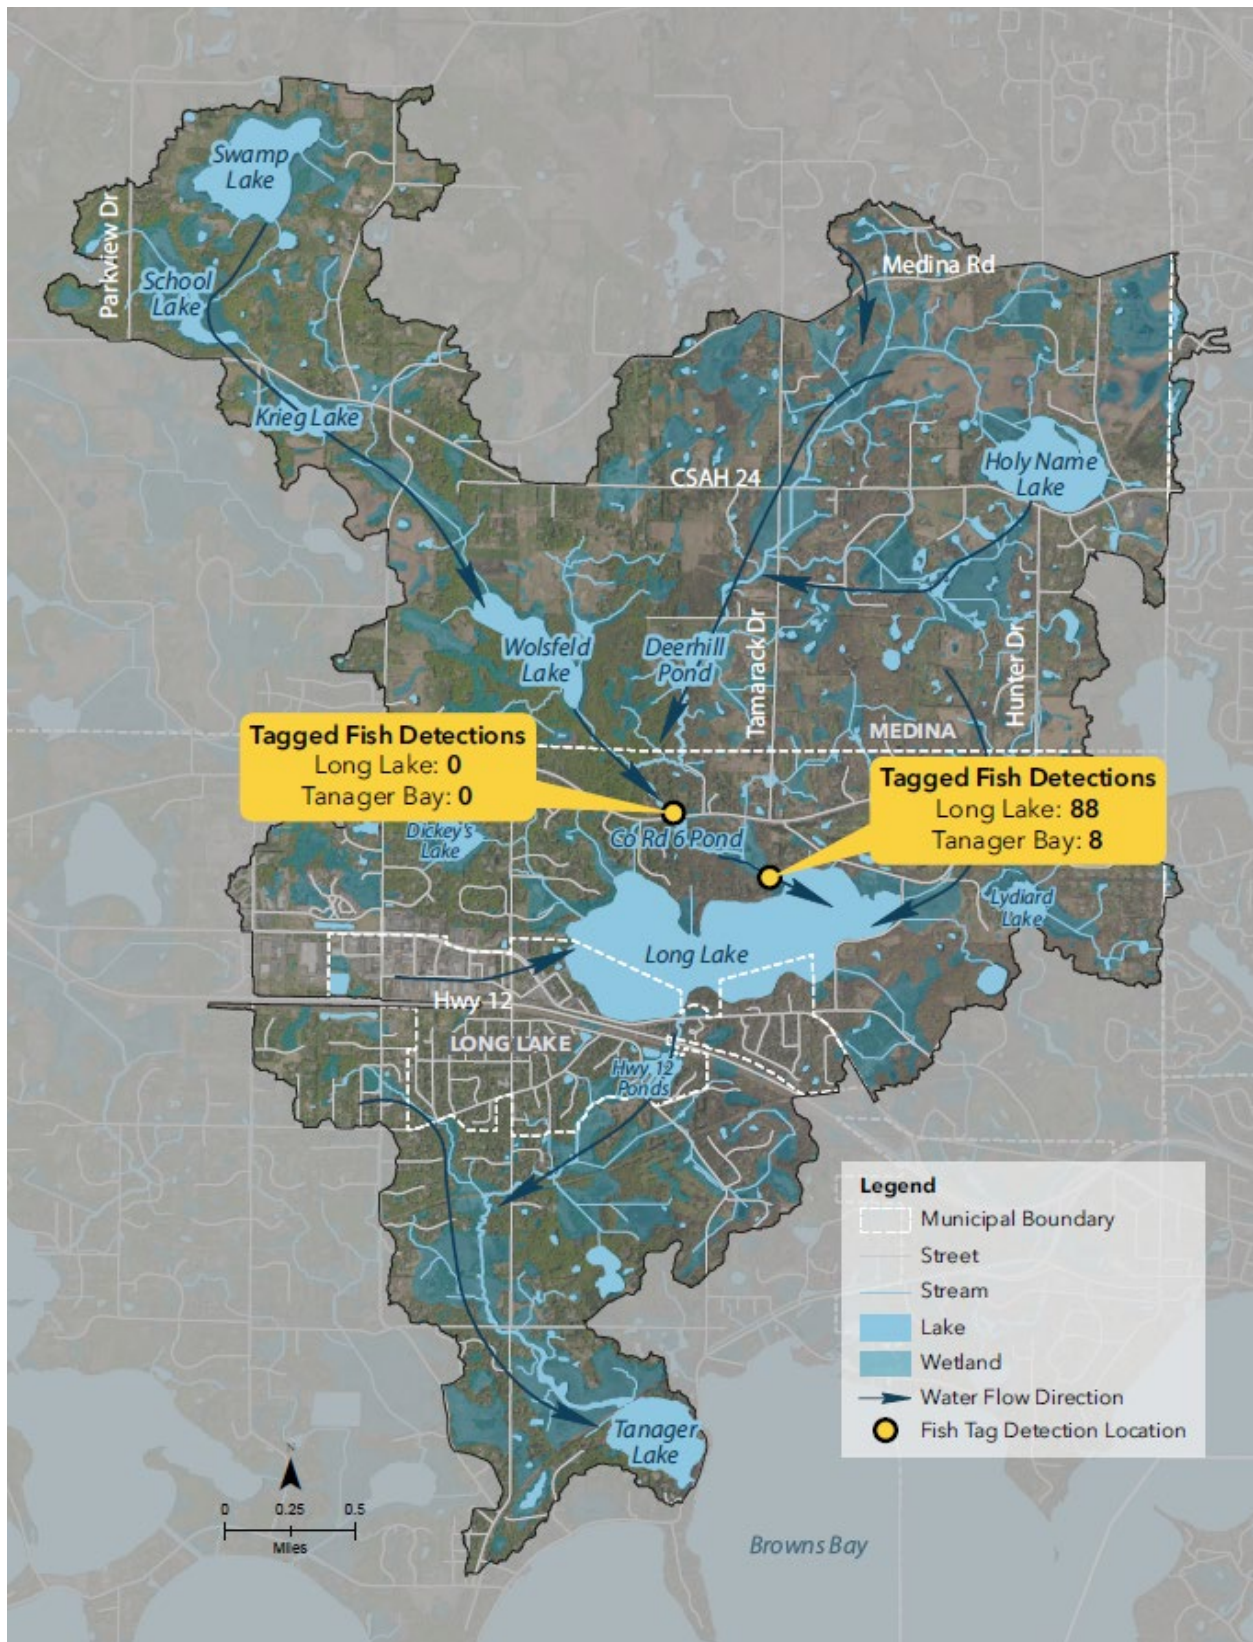 Swamp
Lake
Parkview Dr
Medina Rd
School
Lake
Krieg Lake
Holy Name
Lake
CSAH 24
Wolsfeld
Lake
Deerhill
Pond
Tamarack Dr
Hunter Dr
MEDINA
Tagged Fish Detections
Long Lake: 0
Tanager Bay: 0
Tagged Fish Detections
Long Lake: 88
Tanager Bay: 8
Dickey's
Lake
Co Rd 6 Pond
Lydiard
Lake
Long Lake
Hwy 12
LONG LAKE
Hwy 12
Ponds
Legend
Municipal Boundary
Street
Stream
Lake
Wetland
Water Flow Direction
Fish Tag Detection Location
Tanager
Lake
N
0 0.25 0.5
Miles
Browns Bay